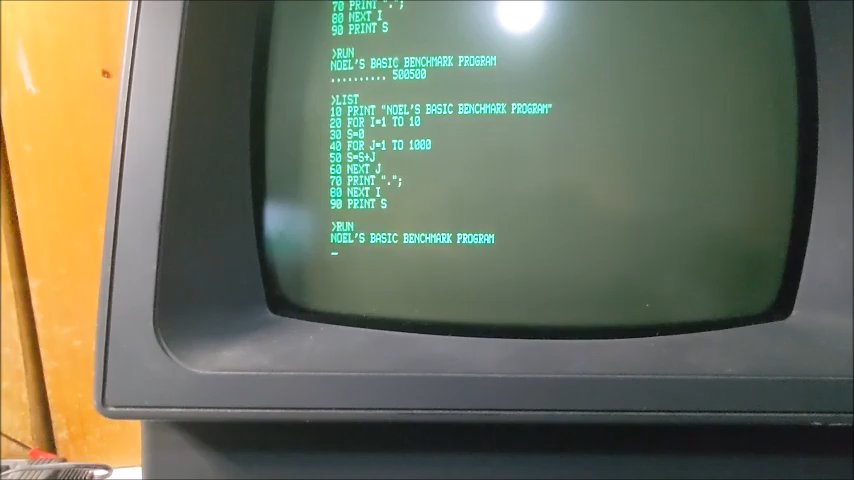 70 PRINT ".";
80 NEXT I
90 PRINT S
>RUN
NOEL'S BASIC BENCHMARK PROGRAM
.......... 500500
>LIST
10 PRINT "NOEL'S BASIC BENCHMARK PROGRAM"
20 FOR I=1 TO 10
30 S=0
40 FOR J=1 TO 1000
50 S=S+J
60 NEXT J
70 PRINT ".";
80 NEXT I
90 PRINT S
>RUN
NOEL'S BASIC BENCHMARK PROGRAM
_